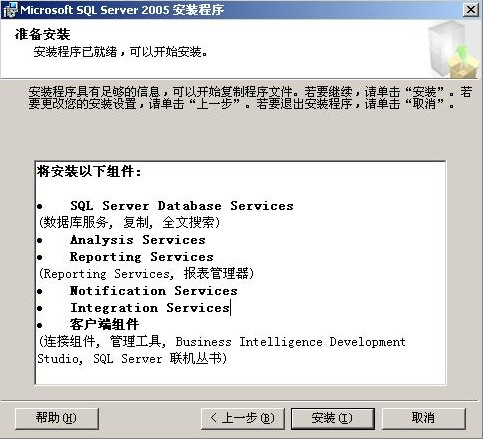 Microsoft SQL Server 2005 安装程序
准备安装
安装程序已就绪，可以开始安装。
安装程序具有足够的信息，可以开始复制程序文件。若要继续，请单击“安装”。若
要更改您的安装设置，请单击“上一步”。若要退出安装程序，请单击“取消”。
将安装以下组件:
• SQL Server Database Services
(数据库服务, 复制, 全文搜索)
• Analysis Services
• Reporting Services
(Reporting Services, 报表管理器)
• Notification Services
• Integration Services
• 客户端组件
(连接组件, 管理工具, Business Intelligence Development
Studio, SQL Server 联机丛书)
帮助(H) < 上一步(B) 安装(I) 取消